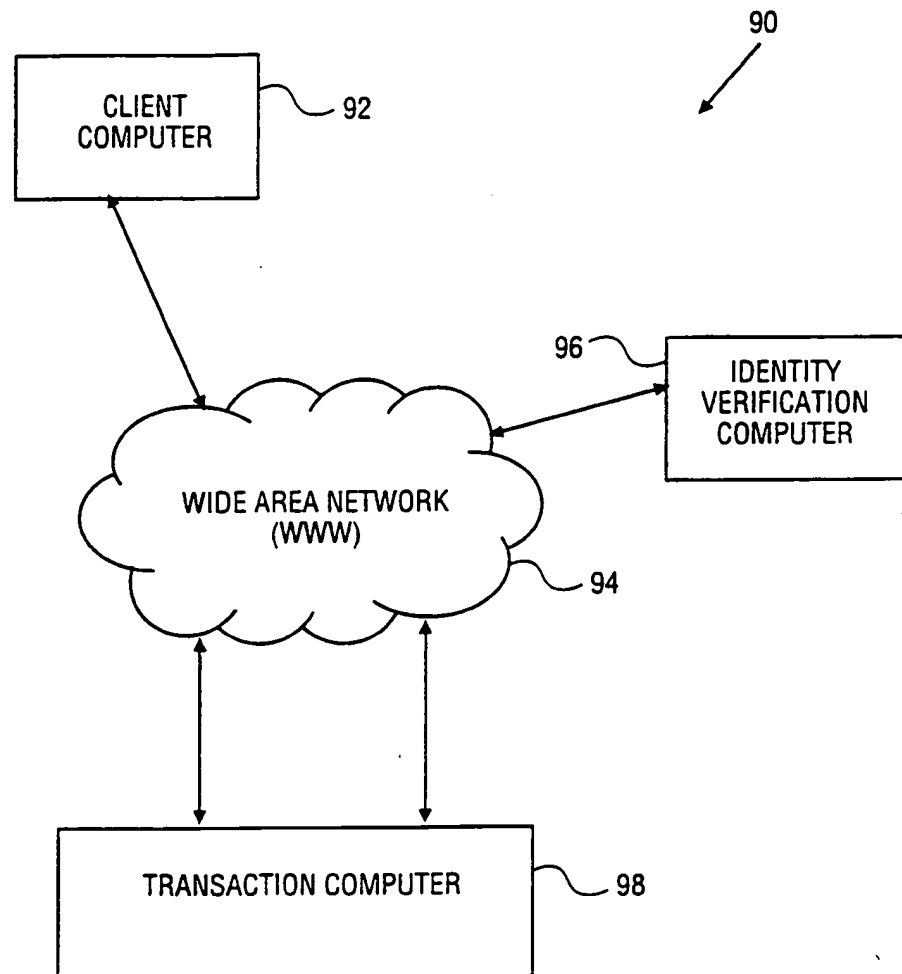 90
CLIENT
COMPUTER
92
96
IDENTITY
VERIFICATION
COMPUTER
WIDE AREA NETWORK
(WWW)
94
TRANSACTION COMPUTER
98